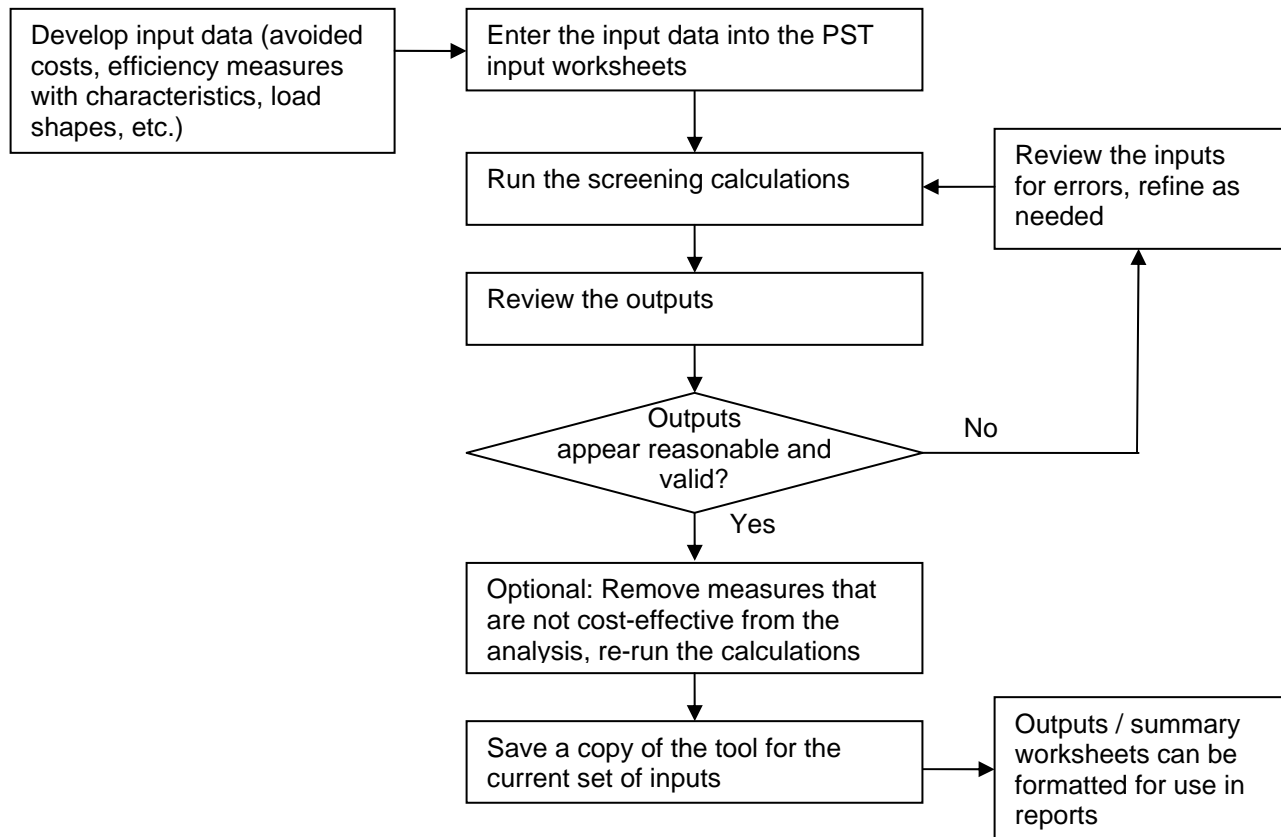 Develop input data (avoided
costs, efficiency measures
with characteristics, load
shapes, etc.)
Enter the input data into the PST
input worksheets
Run the screening calculations
Review the inputs
for errors, refine as
needed
Review the outputs
Outputs
appear reasonable and
valid?
No
Yes
Optional: Remove measures that
are not cost-effective from the
analysis, re-run the calculations
Save a copy of the tool for the
current set of inputs
Outputs / summary
worksheets can be
formatted for use in
reports